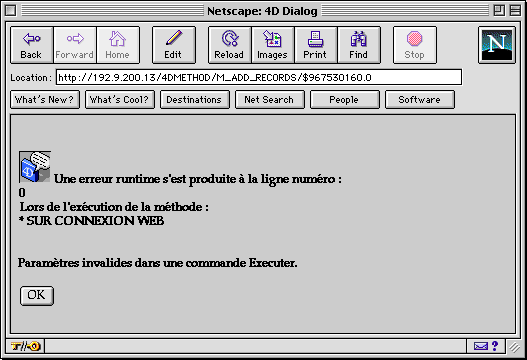 Netscape: 4D Dialog
Back Forward Home Edit Reload Images Print Find Stop
N
Location: http://192.9.200.13/4DMETHOD/M_ADD_RECORDS/$967530160.0
What's New? What's Cool? Destinations Net Search People Software
4D Une erreur runtime s'est produite à la ligne numéro :
0
Lors de l'exécution de la méthode :
* SUR CONNEXION WEB
Paramètres invalides dans une commande Executer.
OK
?